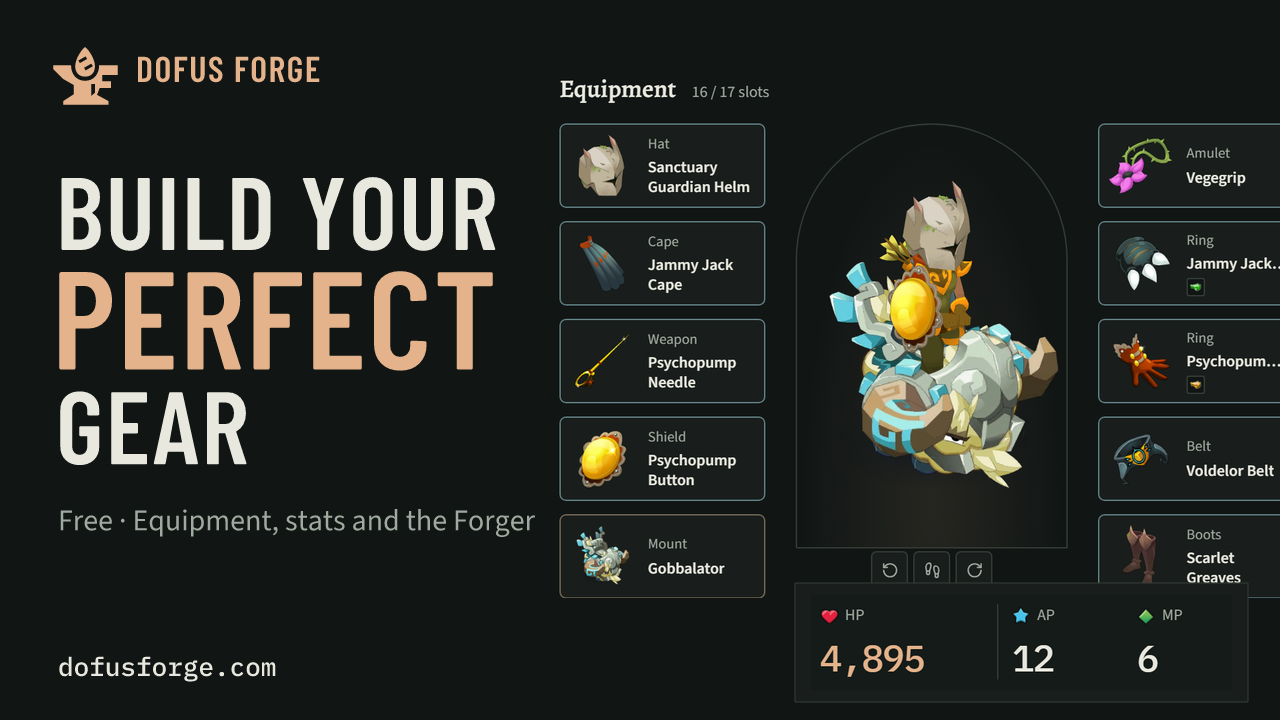 DOFUS FORGE
BUILD YOUR
PERFECT
GEAR
Free · Equipment, stats and the Forger
dofusforge.com
Equipment 16 / 17 slots
Hat
Sanctuary
Guardian Helm
Cape
Jammy Jack
Cape
Weapon
Psychopump
Needle
Shield
Psychopump
Button
Mount
Gobbalator
Amulet
Vegegrip
Ring
Jammy Jack…
Ring
Psychopum…
Belt
Voldelor Belt
Boots
Scarlet
Greaves
HP AP MP
4,895 12 6